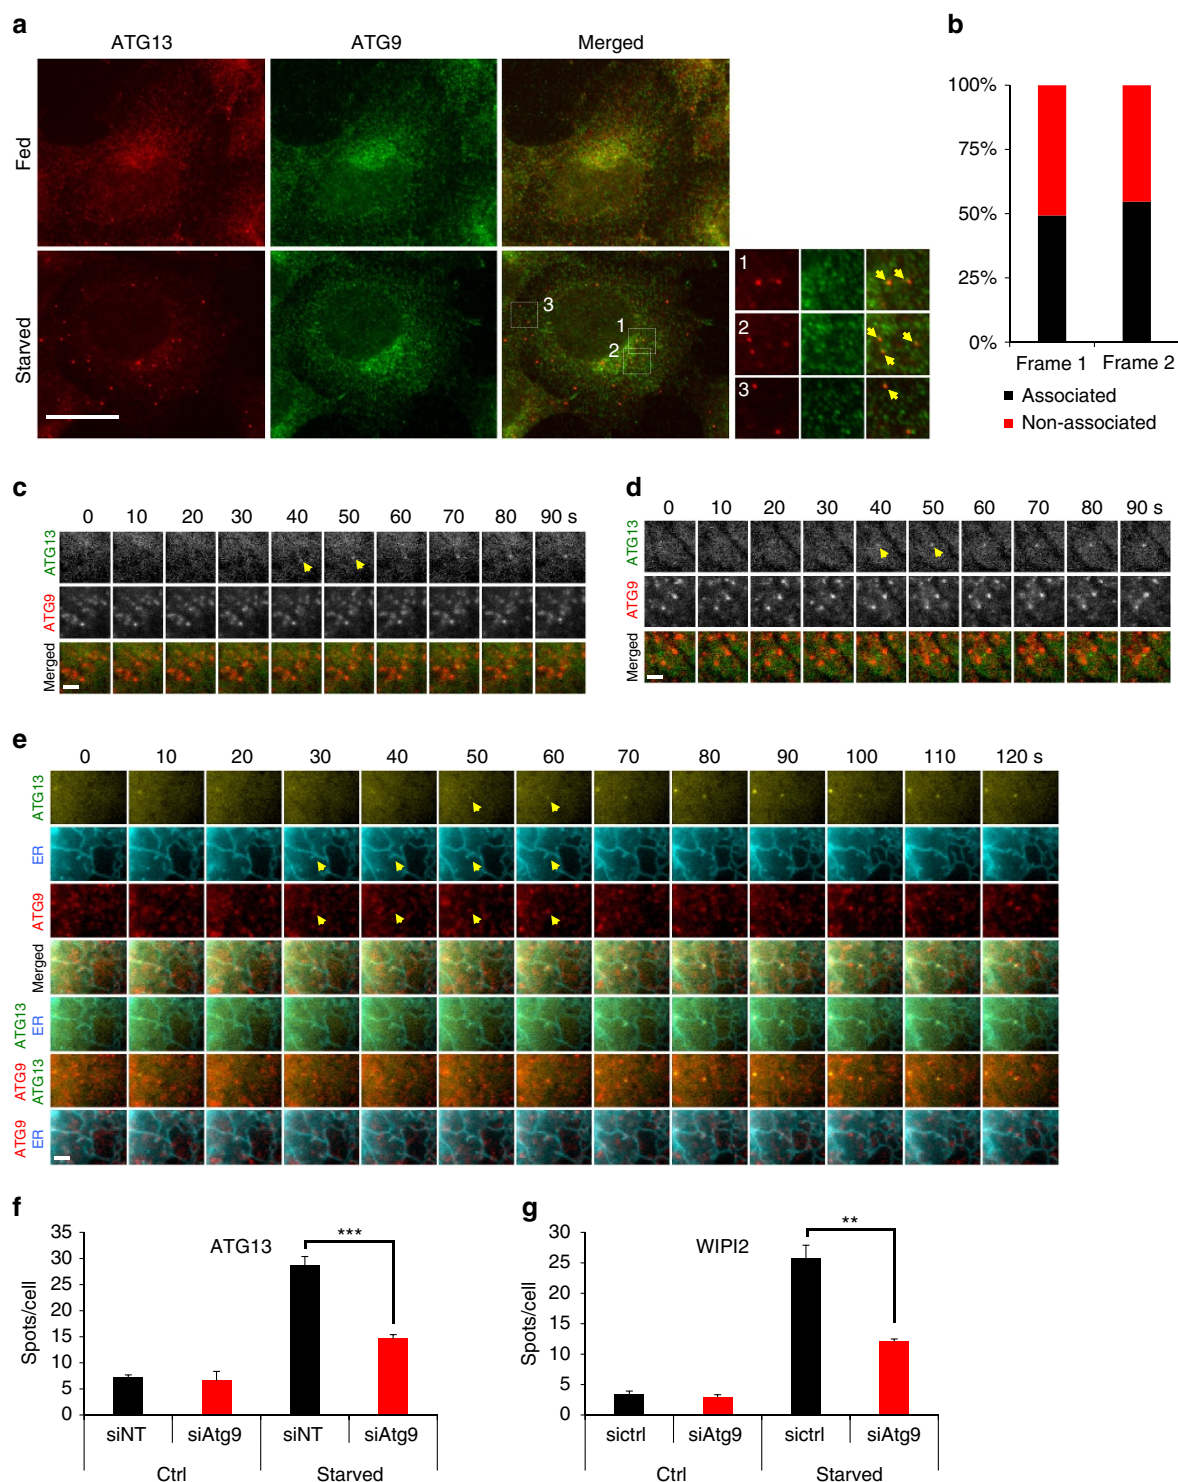 a
ATG13 ATG9 Merged
Fed
Starved
3
1
2
1
2
3
b
100%
75%
50%
25%
0%
Frame 1 Frame 2
Associated
Non-associated
c
0 10 20 30 40 50 60 70 80 90 s
ATG13
ATG9
Merged
d
0 10 20 30 40 50 60 70 80 90 s
ATG13
ATG9
Merged
e
0 10 20 30 40 50 60 70 80 90 100 110 120 s
ATG13
ER
ATG9
Merged
ATG13 ER
ATG9 ATG13
ATG9 ER
f
ATG13
***
Spots/cell
35
30
25
20
15
10
5
0
siNT siAtg9 siNT siAtg9
Ctrl Starved
g
WIPI2
**
Spots/cell
30
25
20
15
10
5
0
sictrl siAtg9 sictrl siAtg9
Ctrl Starved